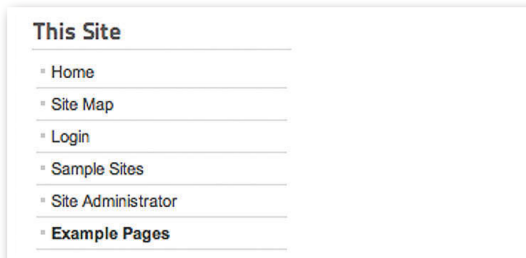 This Site
Home
Site Map
Login
Sample Sites
Site Administrator
Example Pages